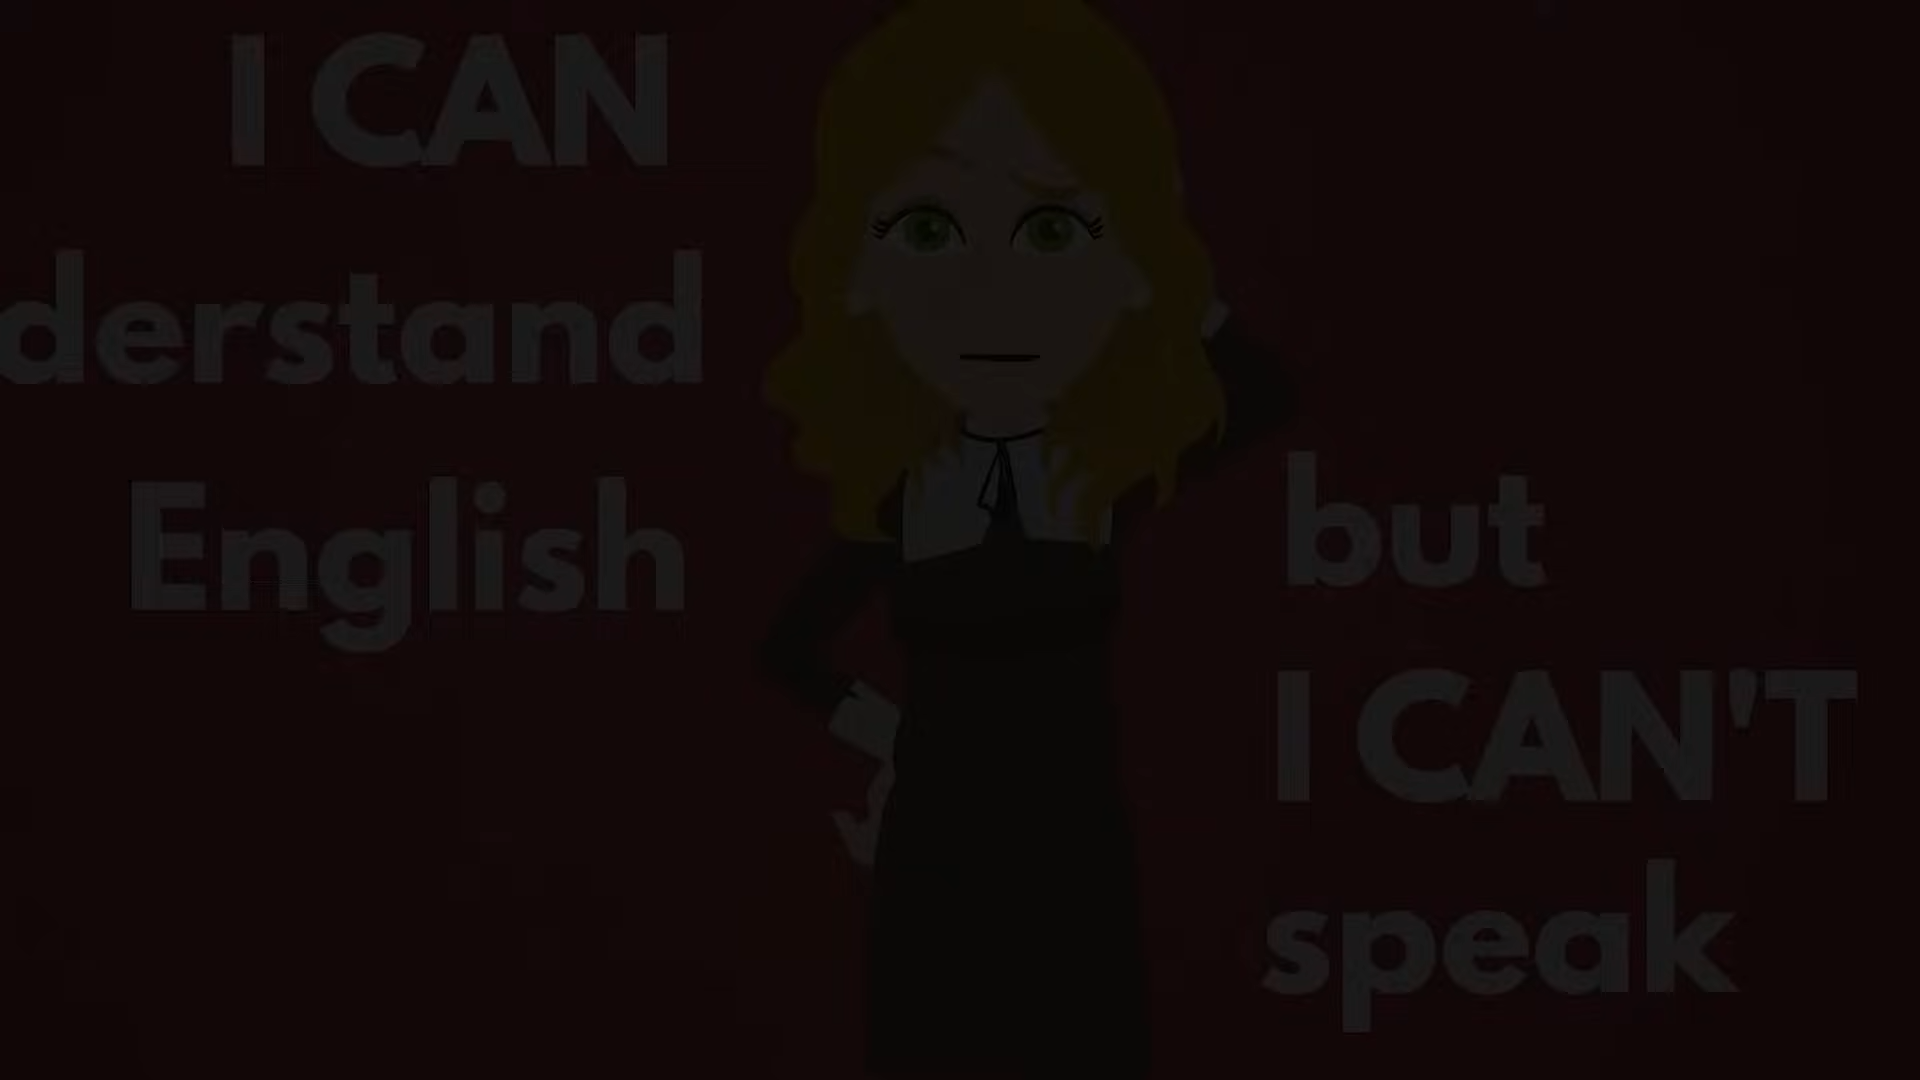 I CAN
derstand
English
but
I CAN'T
speak